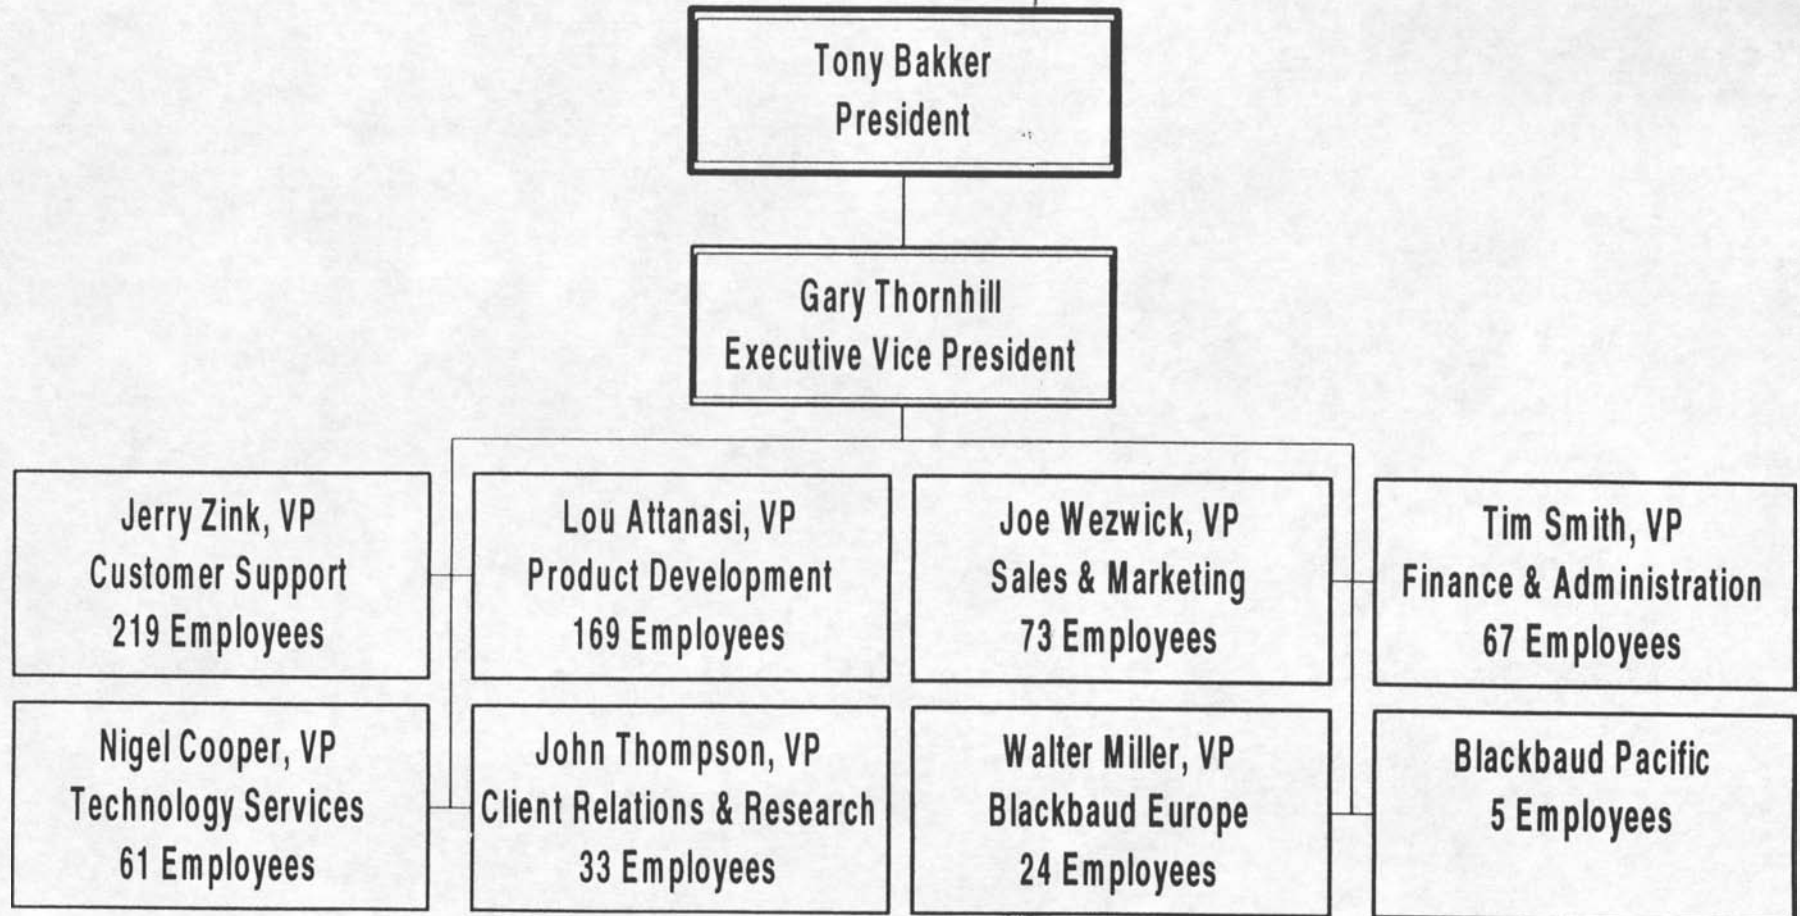 Tony Bakker
President
Gary Thornhill
Executive Vice President
Jerry Zink, VP
Customer Support
219 Employees
Lou Attanasi, VP
Product Development
169 Employees
Joe Wezwick, VP
Sales & Marketing
73 Employees
Tim Smith, VP
Finance & Administration
67 Employees
Nigel Cooper, VP
Technology Services
61 Employees
John Thompson, VP
Client Relations & Research
33 Employees
Walter Miller, VP
Blackbaud Europe
24 Employees
Blackbaud Pacific
5 Employees